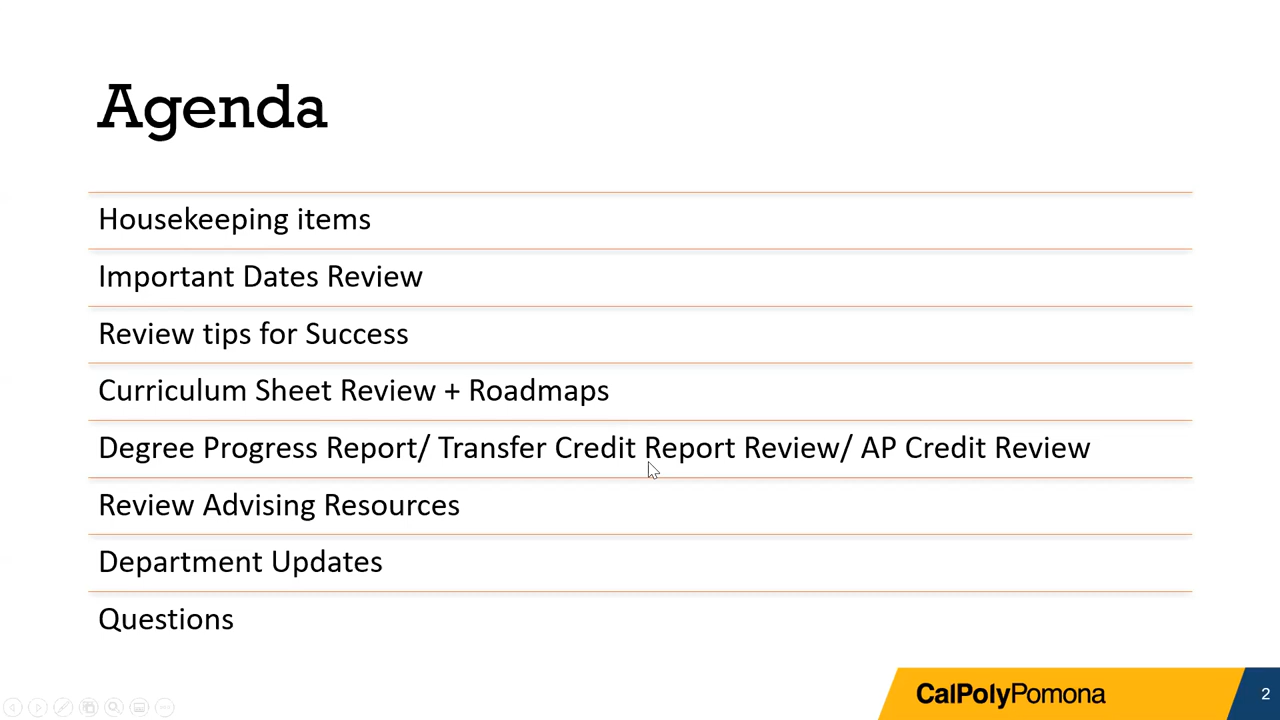 Agenda
Housekeeping items
Important Dates Review
Review tips for Success
Curriculum Sheet Review + Roadmaps
Degree Progress Report/ Transfer Credit Report Review/ AP Credit Review
Review Advising Resources
Department Updates
Questions
CalPolyPomona
2